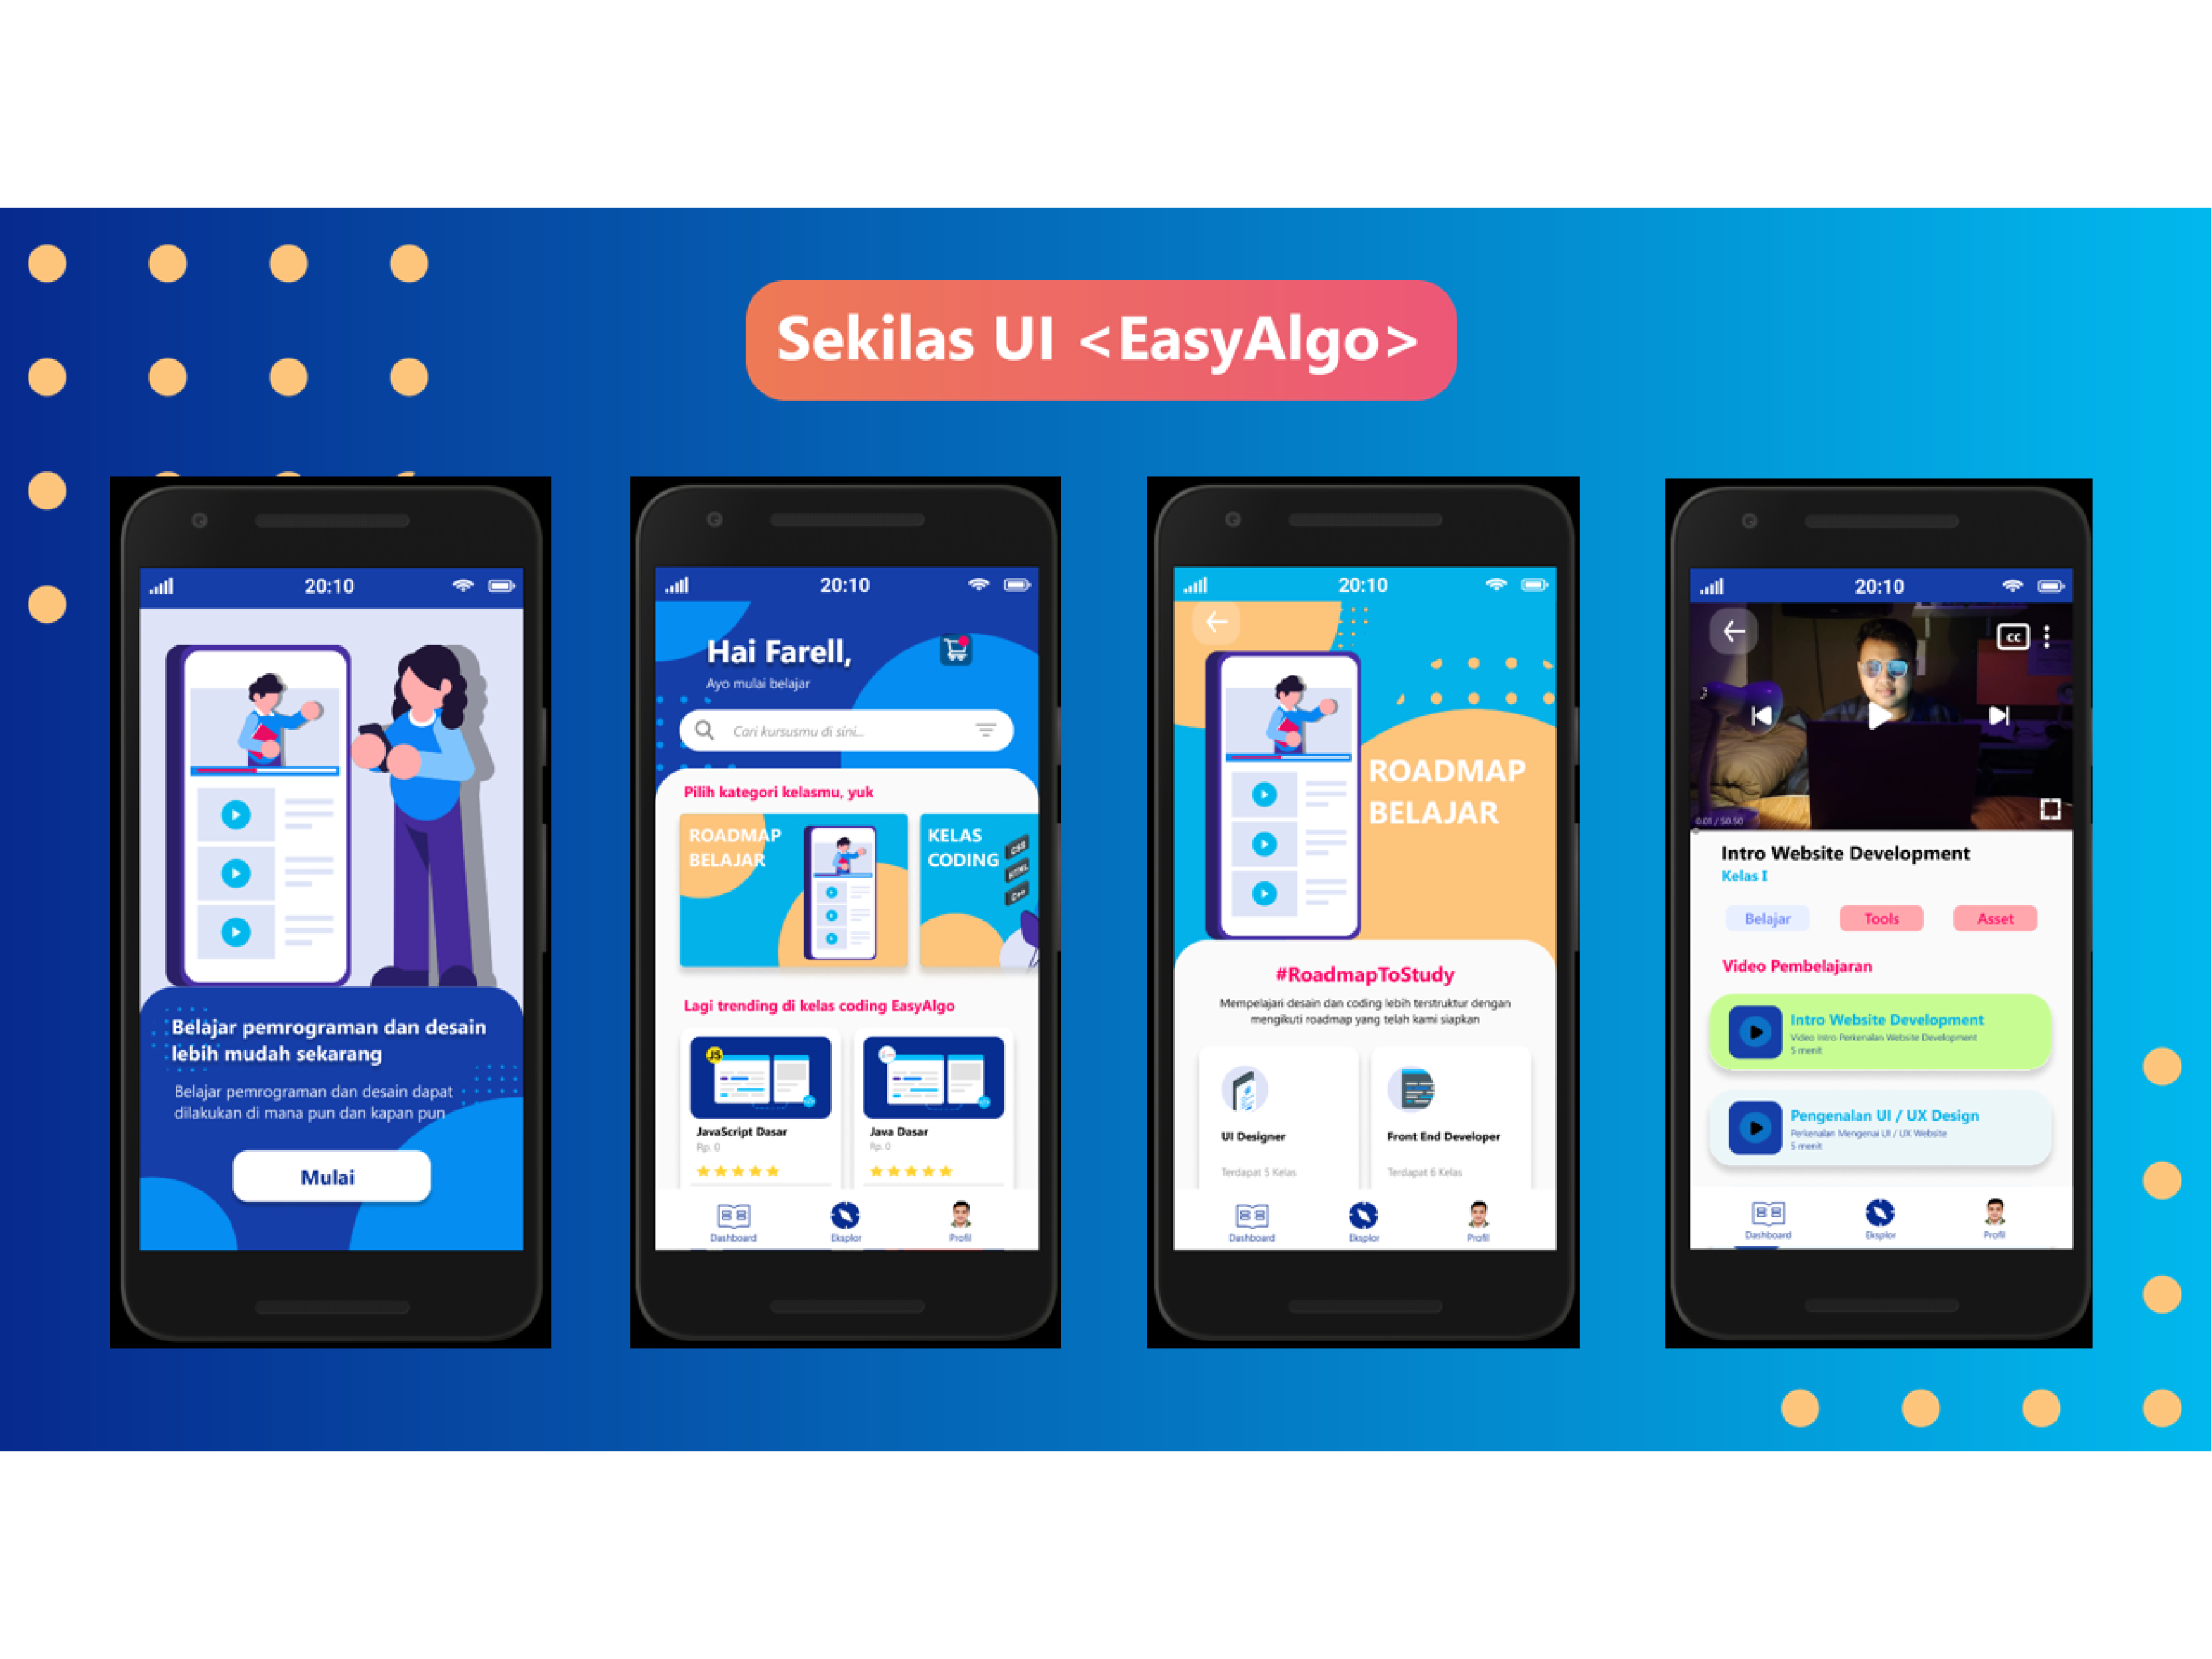 Sekilas UI <EasyAlgo>
20:10
Belajar pemrograman dan desain
lebih mudah sekarang
Belajar pemrograman dan desain dapat
dilakukan di mana pun dan kapan pun
Mulai
20:10
Hai Farell,
Ayo mulai belajar
Cari kursusmu di sini...
Pilih kategori kelasmu, yuk
ROADMAP
BELAJAR
KELAS
CODING
CSS
HTML
C++
Lagi trending di kelas coding EasyAlgo
JS
JavaScript Dasar
Rp. 0
Java Dasar
Rp. 0
Dashboard
Eksplor
Profil
20:10
ROADMAP
BELAJAR
#RoadmapToStudy
Mempelajari desain dan coding lebih terstruktur dengan
mengikuti roadmap yang telah kami siapkan
UI Designer
Terdapat 5 Kelas
Front End Developer
Terdapat 6 Kelas
Dashboard
Eksplor
Profil
20:10
CC
0:01 / 50:50
Intro Website Development
Kelas I
Belajar
Tools
Asset
Video Pembelajaran
Intro Website Development
Video Intro Perkenalan Website Development
5 menit
Pengenalan UI / UX Design
Perkenalan Mengenai UI / UX Website
5 menit
Dashboard
Eksplor
Profil